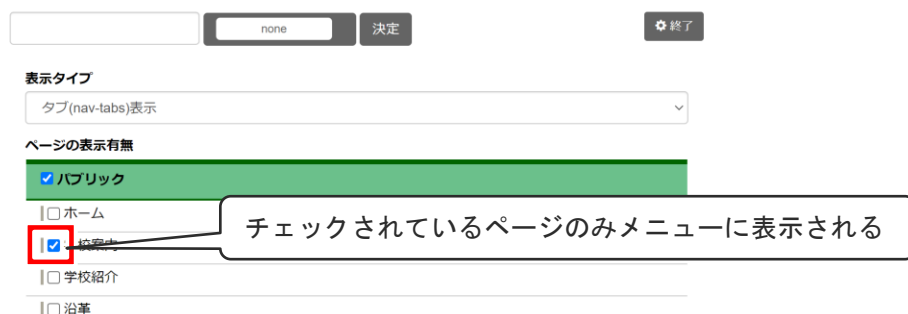 none
決定
終了
表示タイプ
タブ(nav-tabs)表示
ページの表示有無
パブリック
ホーム
チェックされているページのみメニューに表示される
校案内
学校紹介
沿革